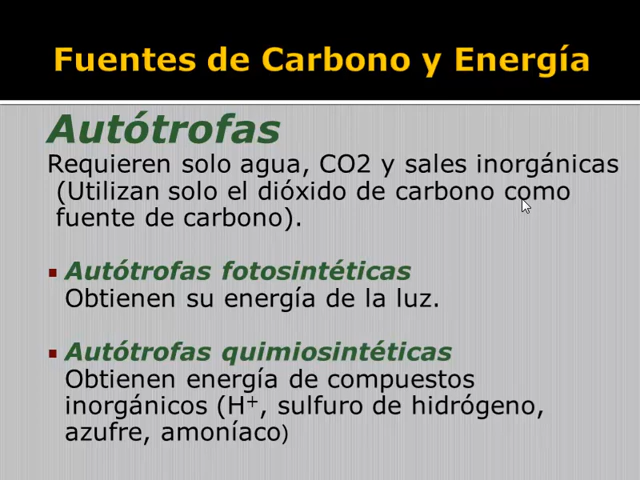 Fuentes de Carbono y Energía
Autótrofas
Requieren solo agua, CO2 y sales inorgánicas
(Utilizan solo el dióxido de carbono como
fuente de carbono).
Autótrofas fotosintéticas
Obtienen su energía de la luz.
Autótrofas quimiosintéticas
Obtienen energía de compuestos
inorgánicos (H⁺, sulfuro de hidrógeno,
azufre, amoníaco)